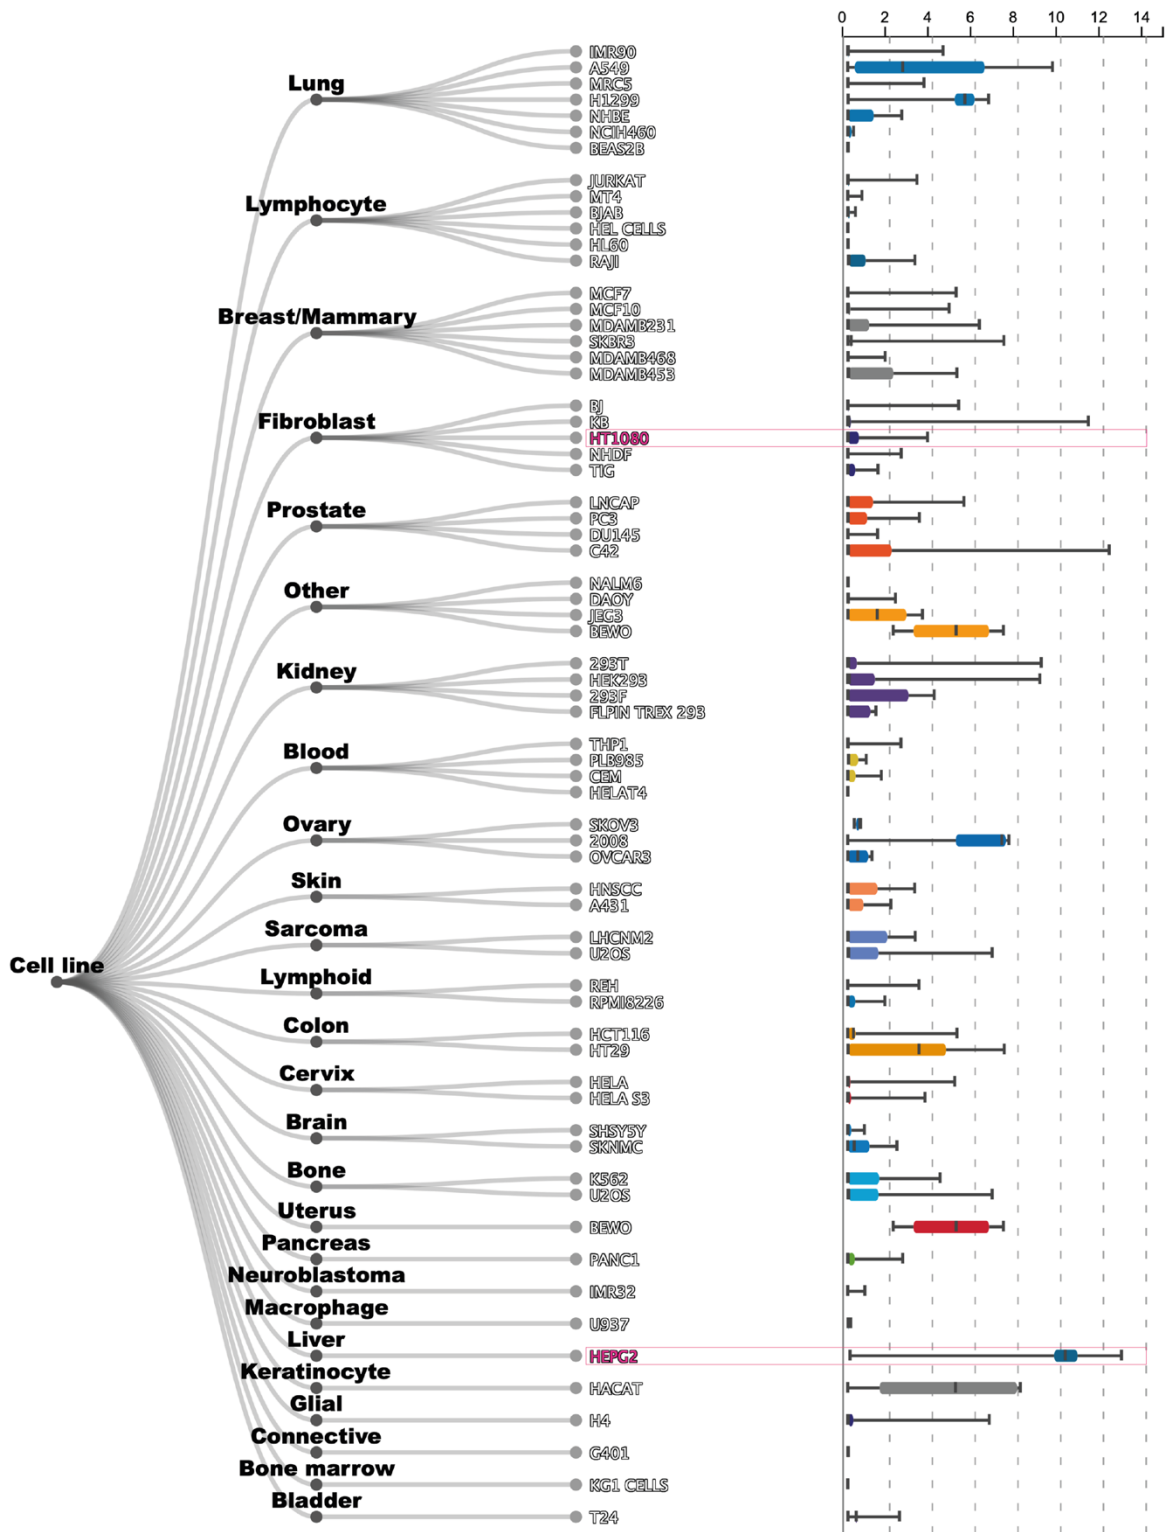 0 2 4 6 8 10 12 14
IMR90
A549
Lung
MRC5
H1299
NHBE
NCIH460
BEAS2B
JURKAT
MT4
Lymphocyte
BJAB
HEL CELLS
HL60
RAJI
MCF7
MCF10
Breast/Mammary
MDAMB231
SKBR3
MDAMB468
MDAMB453
BJ
Fibroblast
KB
HT1080
NHDF
TIG
LNCAP
Prostate
PC3
DU145
C42
NALM6
Other
DAOY
JEG3
BEWO
293T
Kidney
HEK293
293F
FLPIN TREX 293
THP1
Blood
PLB985
CEM
HELAT4
SKOV3
Ovary
2008
OVCAR3
Skin
HNSCC
A431
Sarcoma
LHCNM2
U2OS
Cell line
Lymphoid
REH
RPMI8226
Colon
HCT116
HT29
Cervix
HELA
HELA S3
Brain
SHSY5Y
SKNMC
Bone
K562
U2OS
Uterus
BEWO
Pancreas
PANC1
Neuroblastoma
IMR32
Macrophage
U937
Liver
HEPG2
Keratinocyte
HACAT
Glial
H4
Connective
G401
Bone marrow
KG1 CELLS
Bladder
T24